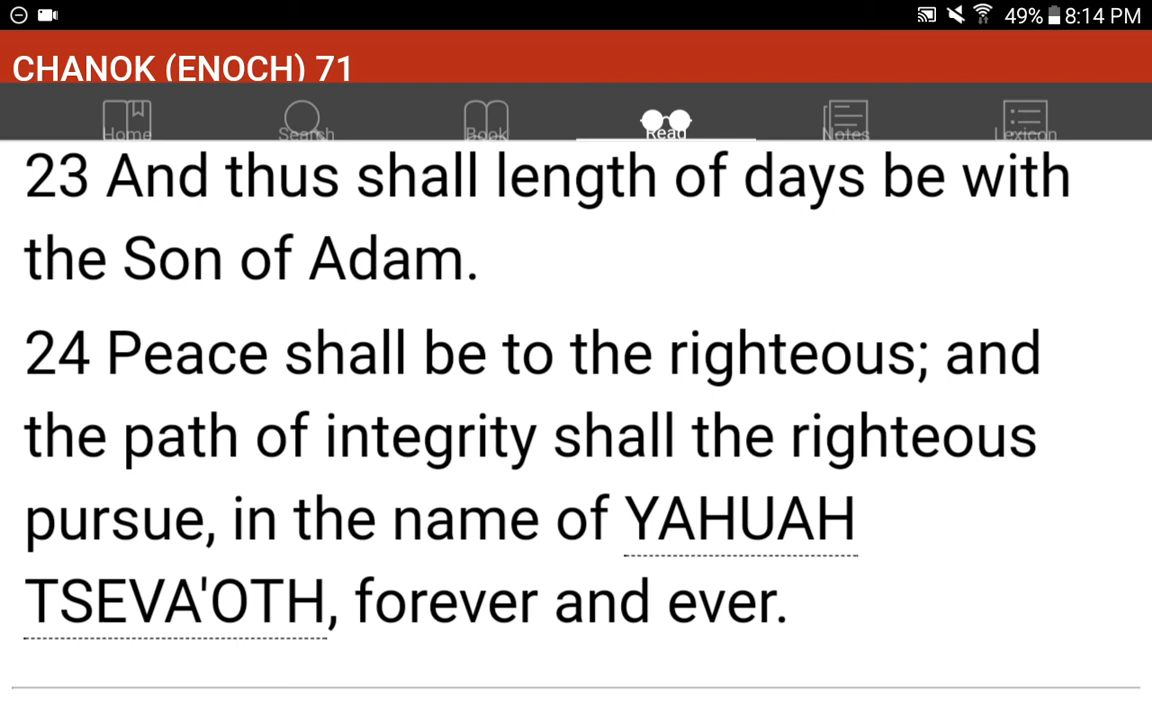 49% 8:14 PM
CHANOK (ENOCH) 71
Home Search Book Read Notes Lexicon
23 And thus shall length of days be with
the Son of Adam.
24 Peace shall be to the righteous; and
the path of integrity shall the righteous
pursue, in the name of YAHUAH
TSEVA'OTH, forever and ever.